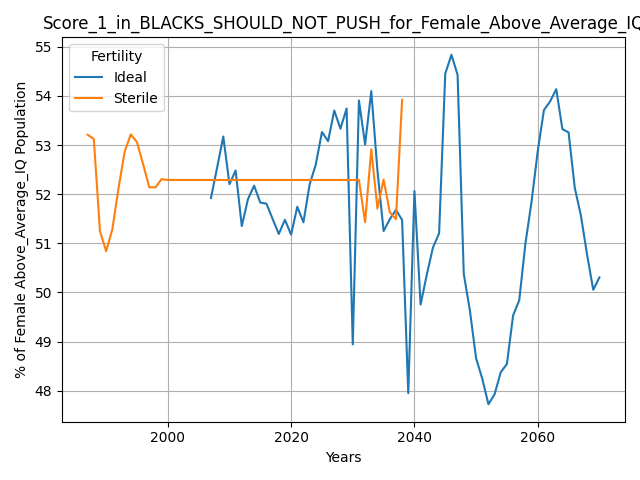 Score_1_in_BLACKS_SHOULD_NOT_PUSH_for_Female_Above_Average_IQ
Fertility
Ideal
Sterile
% of Female Above_Average_IQ Population
55
54
53
52
51
50
49
48
2000
2020
2040
2060
Years